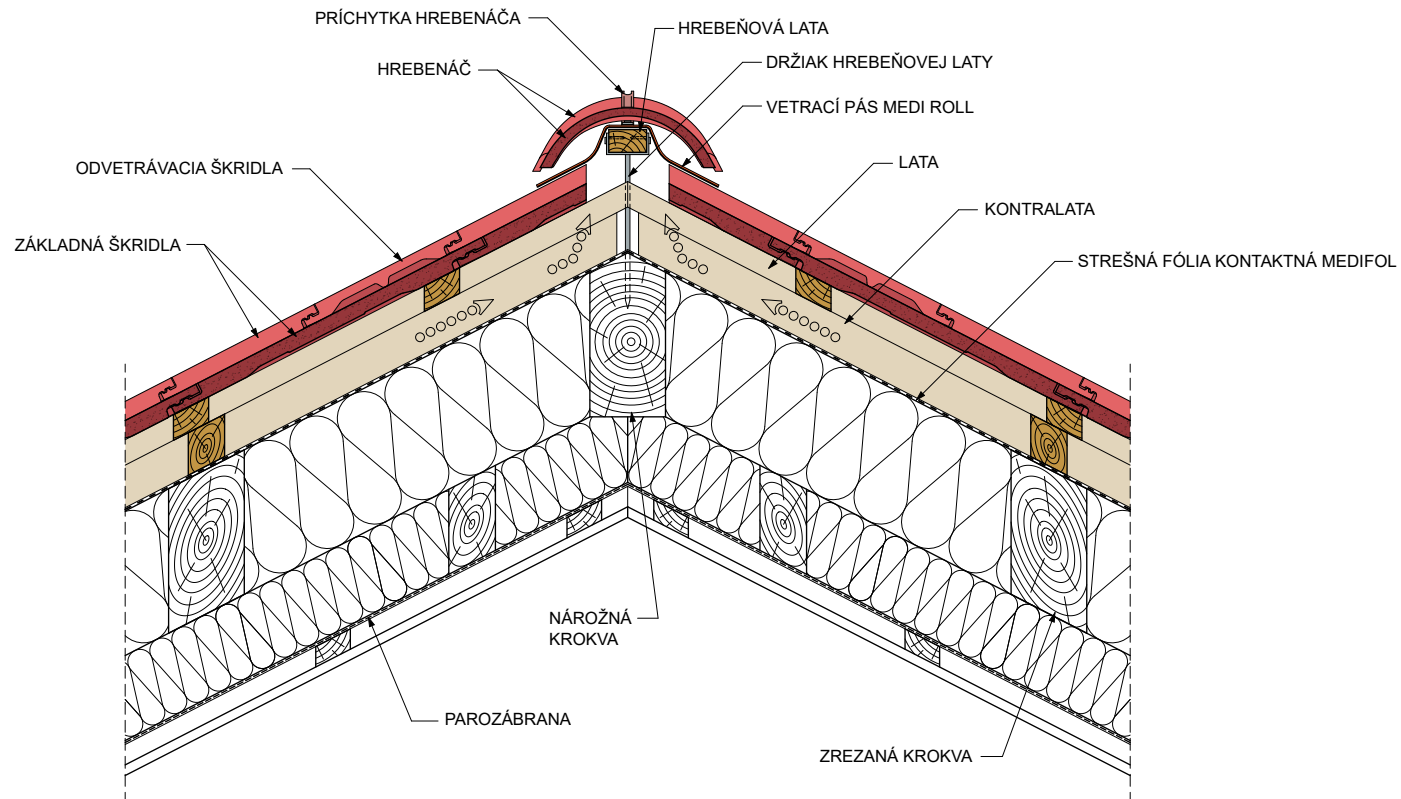 PRÍCHYTKA HREBENÁČA
HREBEŇOVÁ LATA
HREBENÁČ
DRŽIAK HREBEŇOVEJ LATY
VETRACÍ PÁS MEDI ROLL
ODVETRÁVACIA ŠKRIDLA
LATA
KONTRALATA
ZÁKLADNÁ ŠKRIDLA
STREŠNÁ FÓLIA KONTAKTNÁ MEDIFOL
NÁROŽNÁ
KROKVA
PAROZÁBRANA
ZREZANÁ KROKVA